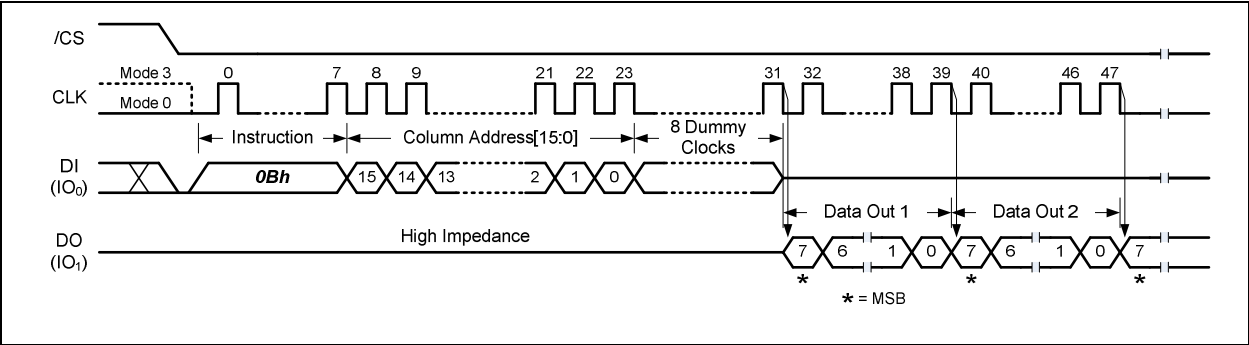 /CS
Mode 3 0 7 8 9 21 22 23 31 32 38 39 40 46 47
CLK
Mode 0
Instruction Column Address[15:0] 8 Dummy
Clocks
DI
(IO0) 0Bh 15 14 13 2 1 0
Data Out 1 Data Out 2
DO High Impedance
(IO1) 7 6 1 0 7 6 1 0 7
* * *
* = MSB